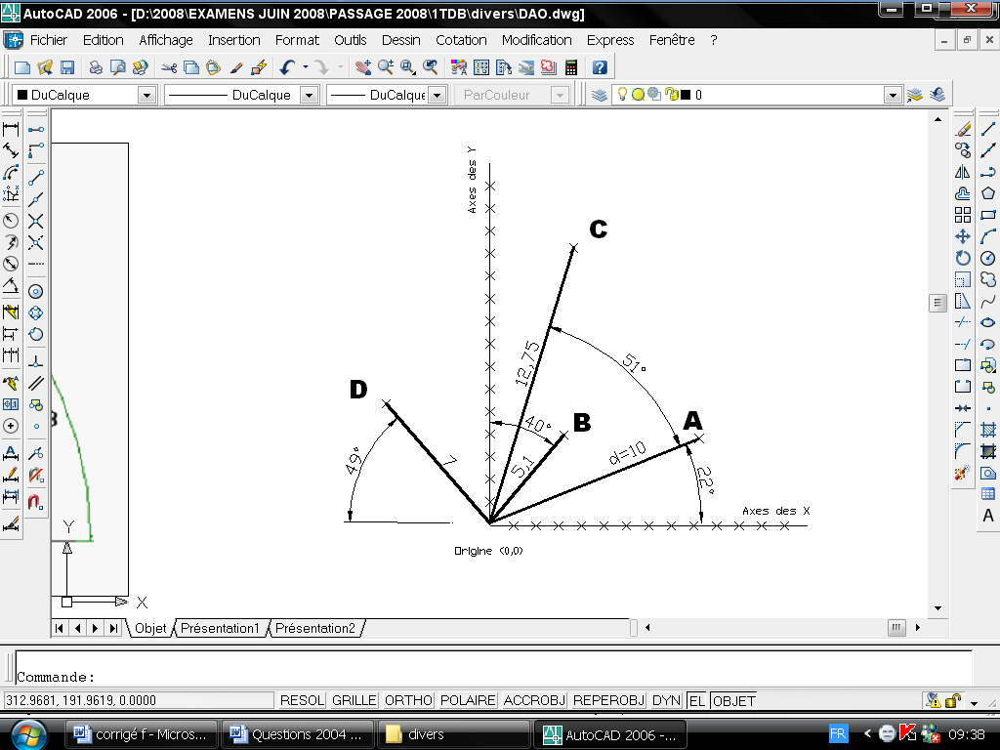 AutoCAD 2006 - [D:\2008\EXAMENS JUIN 2008\PASSAGE 2008\1TDB\divers\DAO.dwg]
Fichier Edition Affichage Insertion Format Outils Dessin Cotation Modification Express Fenêtre ?
DuCalque DuCalque DuCalque ParCouleur 0
Axes des Y
C
12,75
51°
D
40°
B
A
49°
7
5,1
d=10
22°
Axes des X
Origine (0,0)
Y
X
Objet Présentation1 Présentation2
Commande:
312.9681, 191.9619, 0.0000 RESOL GRILLE ORTHO POLAIRE ACCROBJ REPEROBJ DYN EL OBJET
corrigé f - Micros... Questions 2004 ... divers AutoCAD 2006 -... FR < 09:38